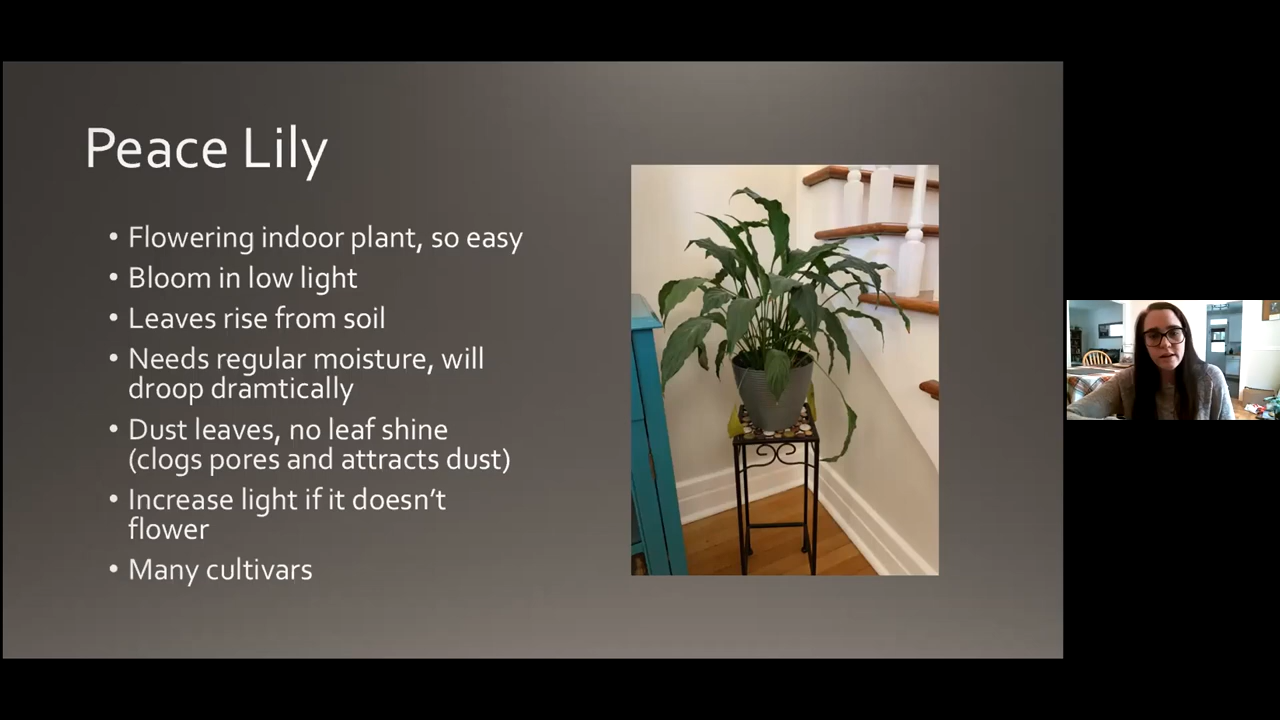 Peace Lily
• Flowering indoor plant, so easy
• Bloom in low light
• Leaves rise from soil
• Needs regular moisture, will
droop dramtically
• Dust leaves, no leaf shine
(clogs pores and attracts dust)
• Increase light if it doesn’t
flower
• Many cultivars